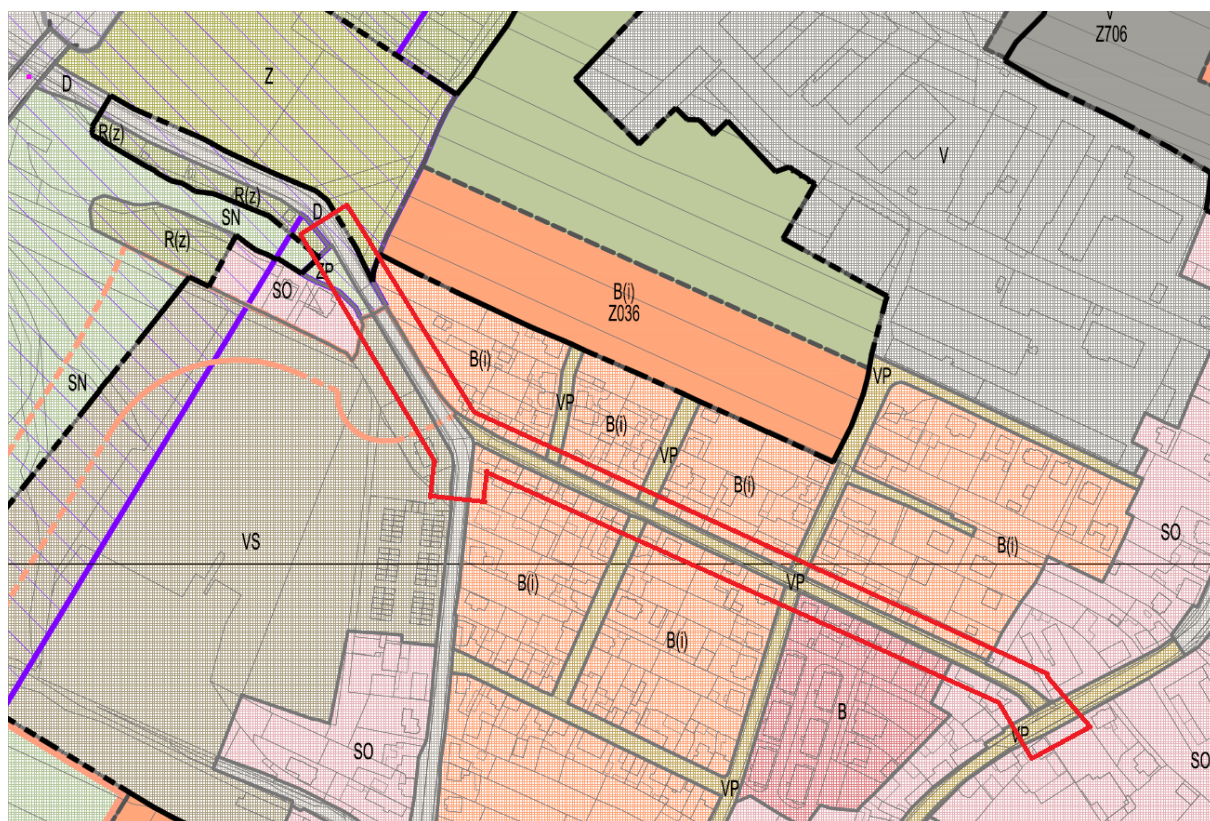 V
Z706
Z
D
R(z)
V
R(z)
D
SN
R(z)
ZP
SO
B(i)
Z036
B(i)
SN
VP
VP
B(i)
VP
B(i)
SO
VS
B(i)
B(i)
VP
B(i)
B
VP
SO
SO
VP